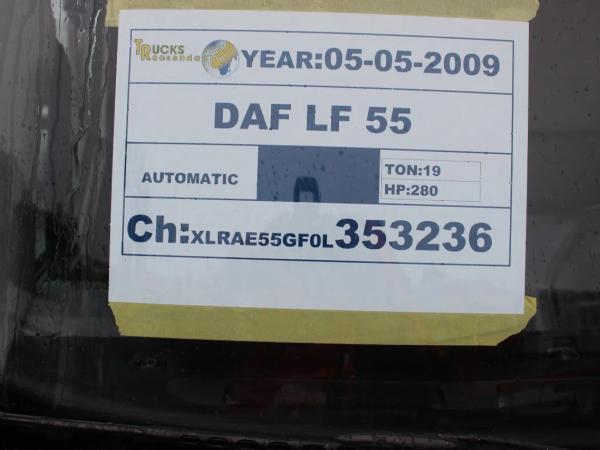 TRUCKS
Roosendaal
YEAR:05-05-2009
DAF LF 55
AUTOMATIC
TON:19
HP:280
Ch:XLRAE55GF0L353236